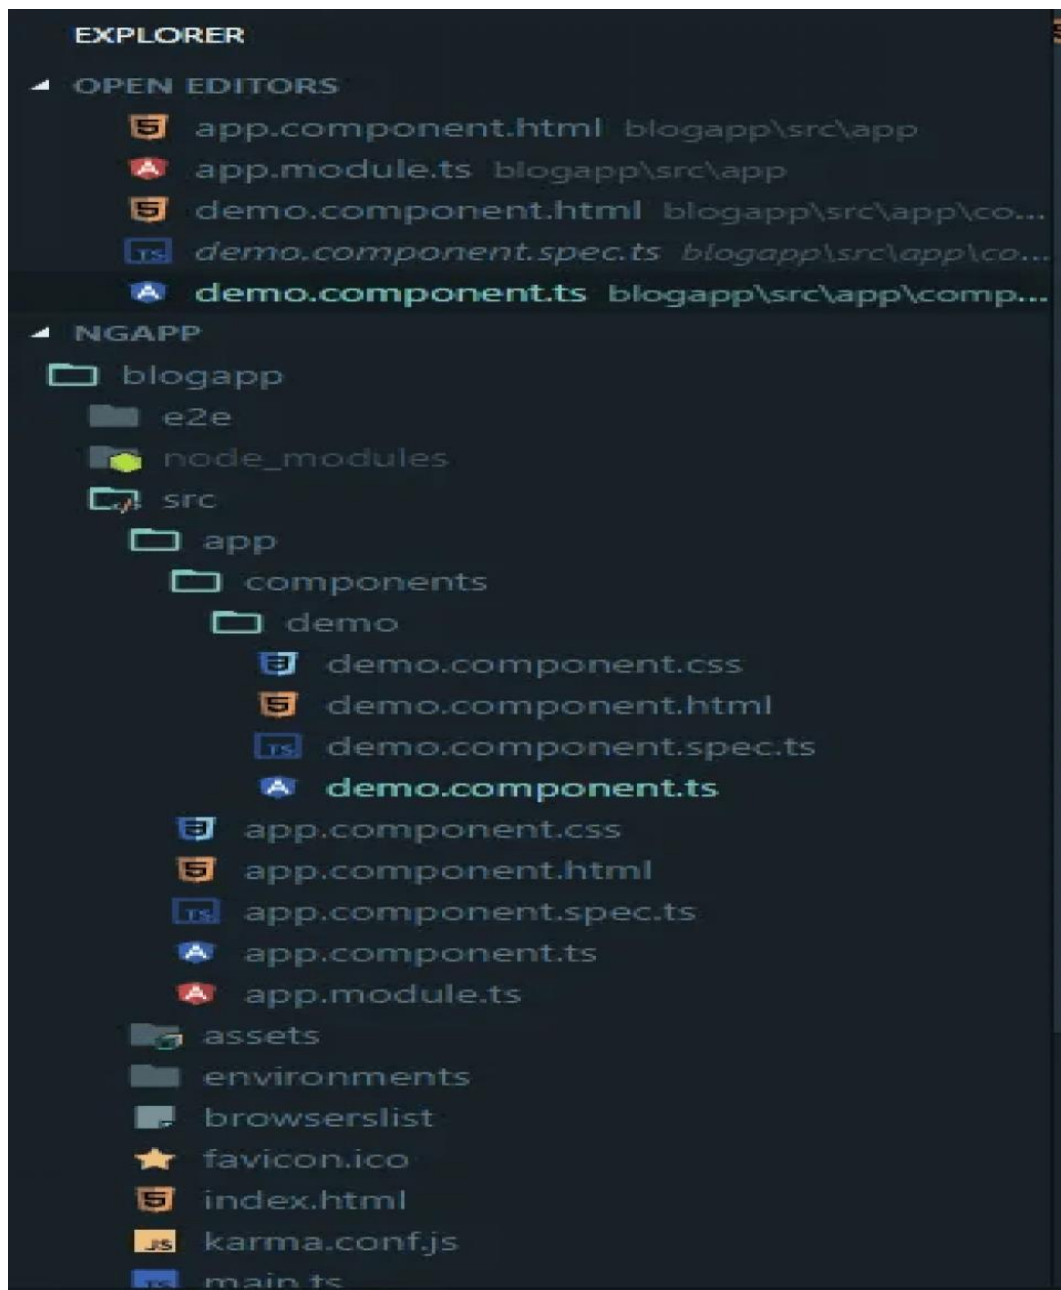 EXPLORER
OPEN EDITORS
app.component.html blogapp\src\app
app.module.ts blogapp\src\app
demo.component.html blogapp\src\app\co...
demo.component.spec.ts blogapp\src\app\co...
demo.component.ts blogapp\src\app\comp...
NGAPP
blogapp
e2e
node_modules
src
app
components
demo
demo.component.css
demo.component.html
demo.component.spec.ts
demo.component.ts
app.component.css
app.component.html
app.component.spec.ts
app.component.ts
app.module.ts
assets
environments
browserslist
favicon.ico
index.html
karma.conf.js
main.ts